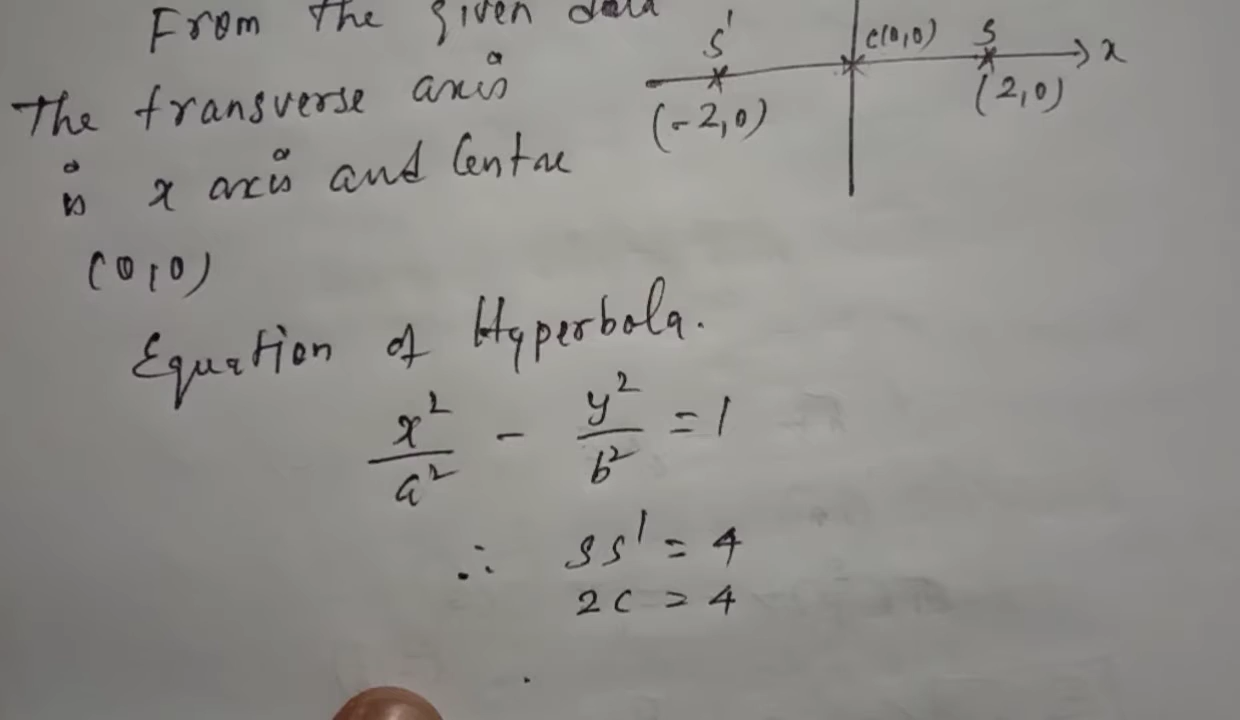 From the given data
The transverse axis
is x axis and Centre
(0,0)
S'
(-2,0)
C(0,0)
S
(2,0)
x
Equation of Hyperbola.
x²/a² - y²/b² = 1
∴ SS' = 4
2c = 4